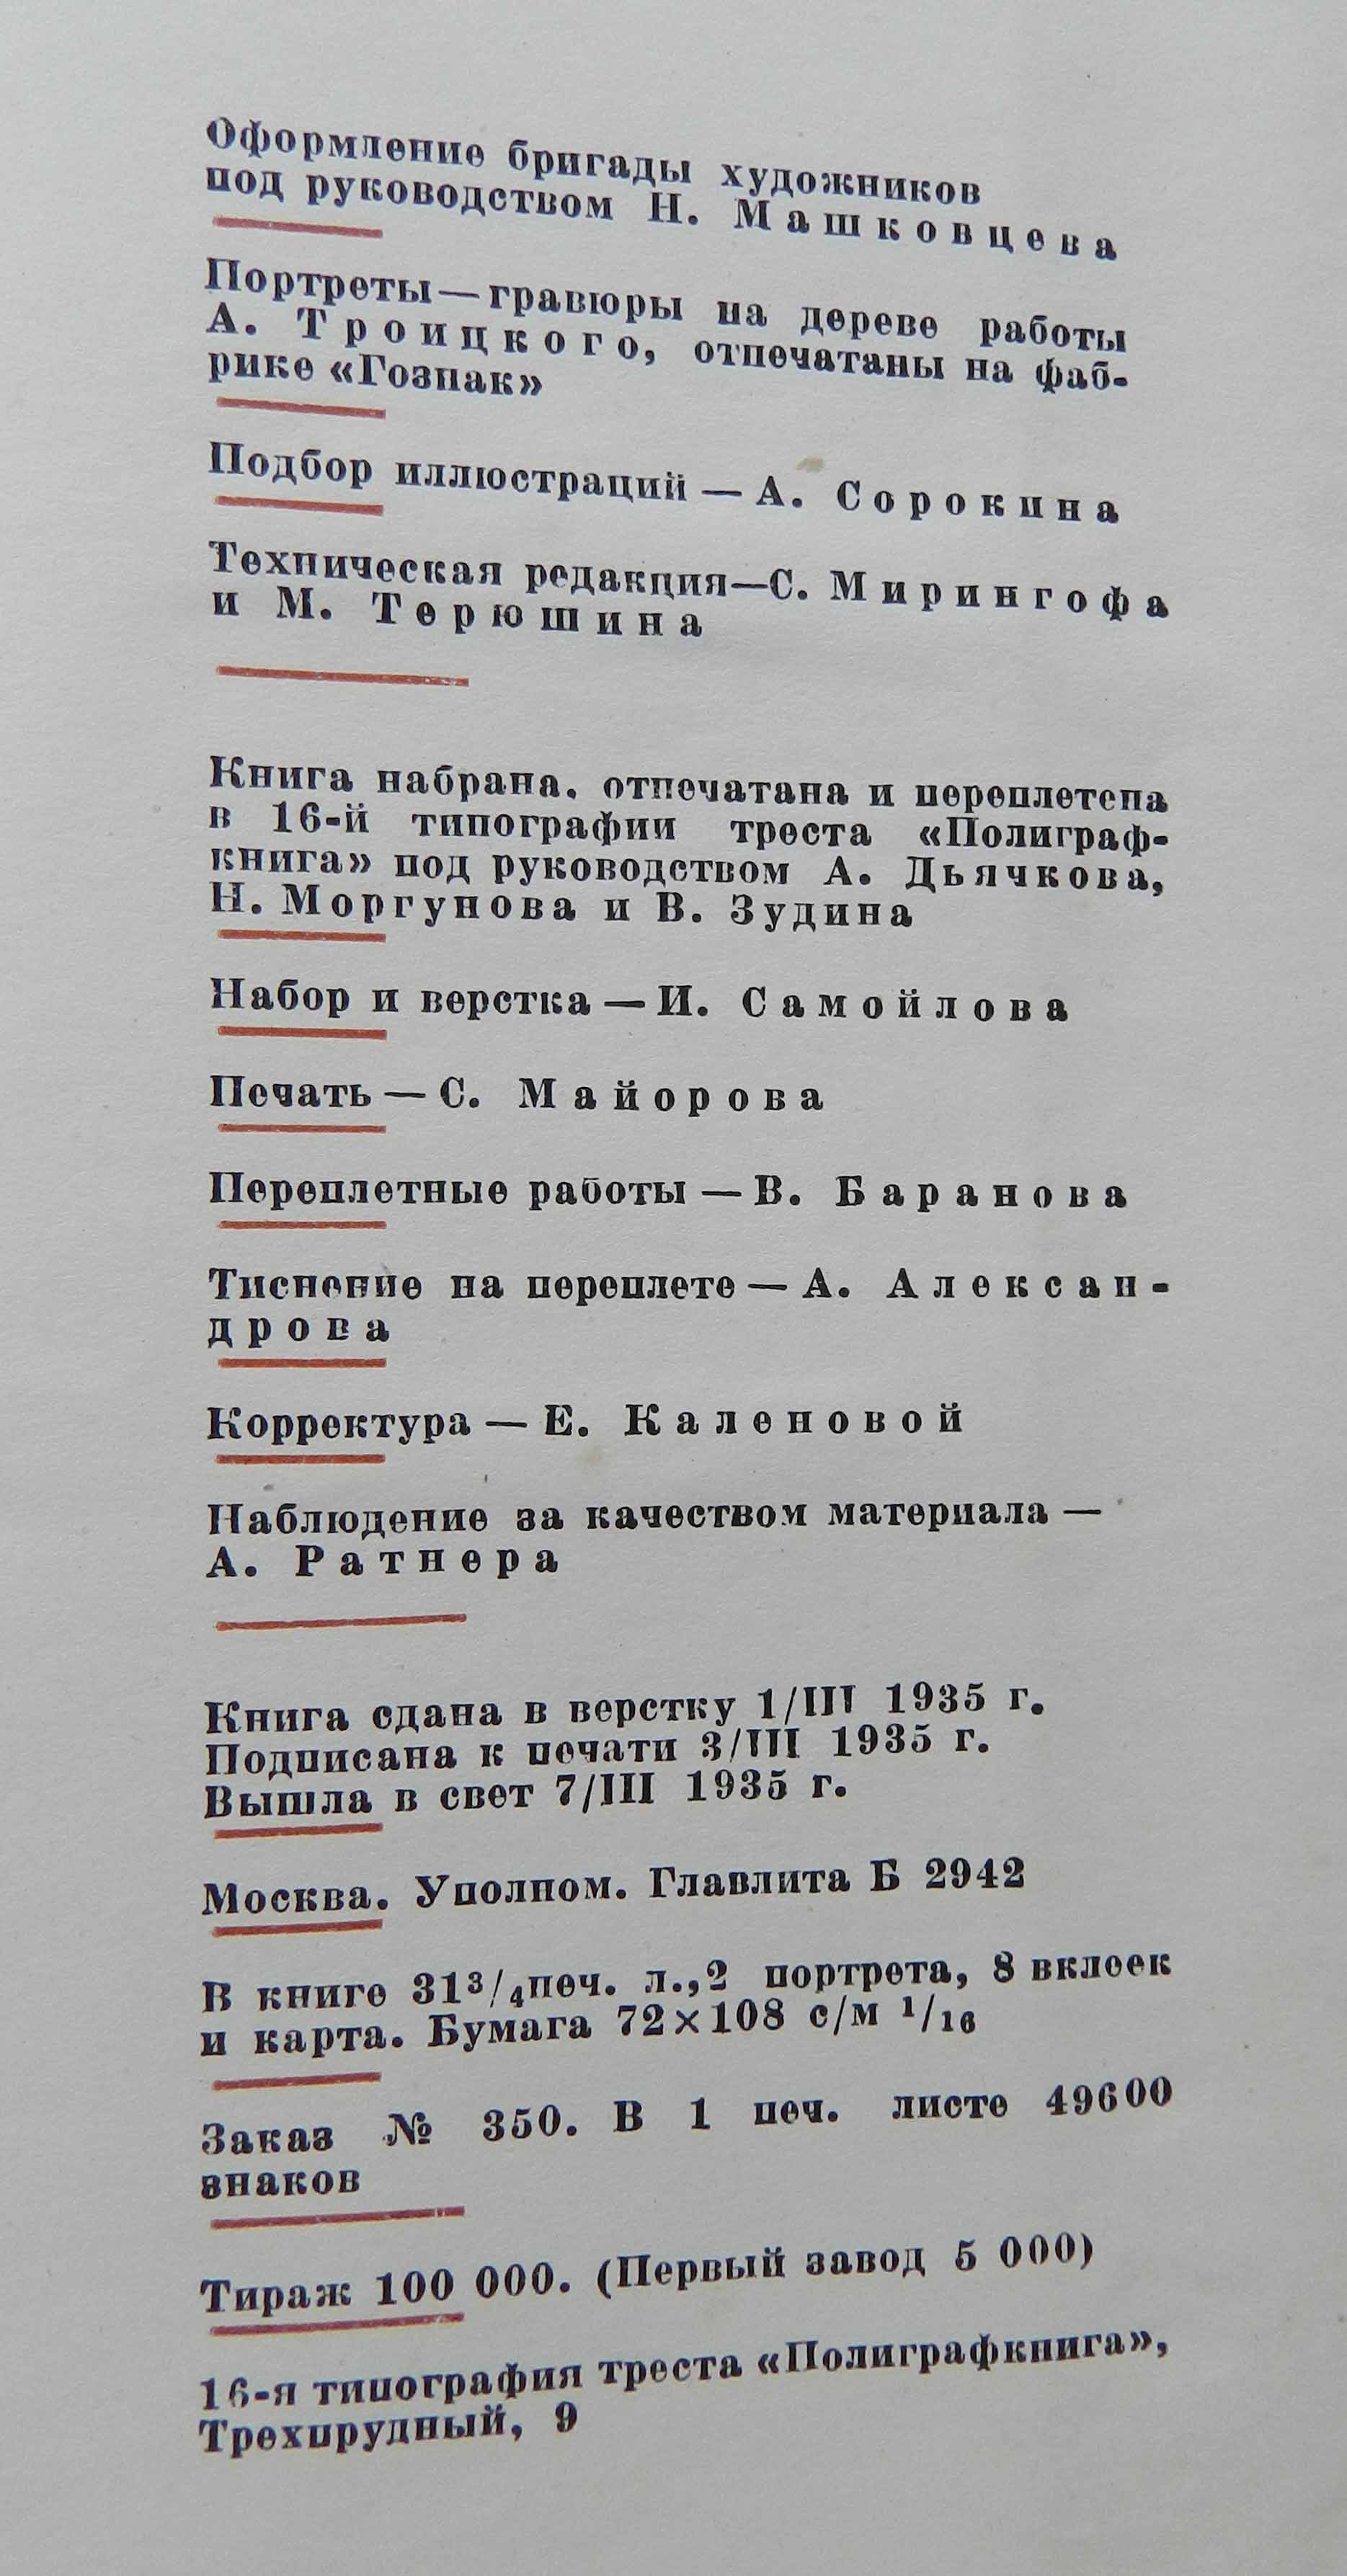 Оформление бригады художников
под руководством Н. Машковцева
Портреты — гравюры на дереве работы
А. Троицкого, отпечатаны на фаб-
рике «Гознак»
Подбор иллюстраций — А. Сорокина
Техническая редакция—С. Мирингофа
и М. Терюшина
Книга набрана, отпечатана и переплетена
в 16-й типографии треста «Полиграф-
книга» под руководством А. Дьячкова,
Н. Моргунова и В. Зудина
Набор и верстка — И. Самойлова
Печать — С. Майорова
Переплетные работы — В. Баранова
Тиснение на переплете — А. Алексан-
дрова
Корректура — Е. Каленовой
Наблюдение за качеством материала —
А. Ратнера
Книга сдана в верстку 1/III 1935 г.
Подписана к печати 3/III 1935 г.
Вышла в свет 7/III 1935 г.
Москва. Уполном. Главлита Б 2942
В книге 31³/₄ печ. л., 2 портрета, 8 вклеек
и карта. Бумага 72×108 с/м ¹/₁₆
Заказ № 350. В 1 печ. листе 49600
знаков
Тираж 100 000. (Первый завод 5 000)
16-я типография треста «Полиграфкнига»,
Трехпрудный, 9